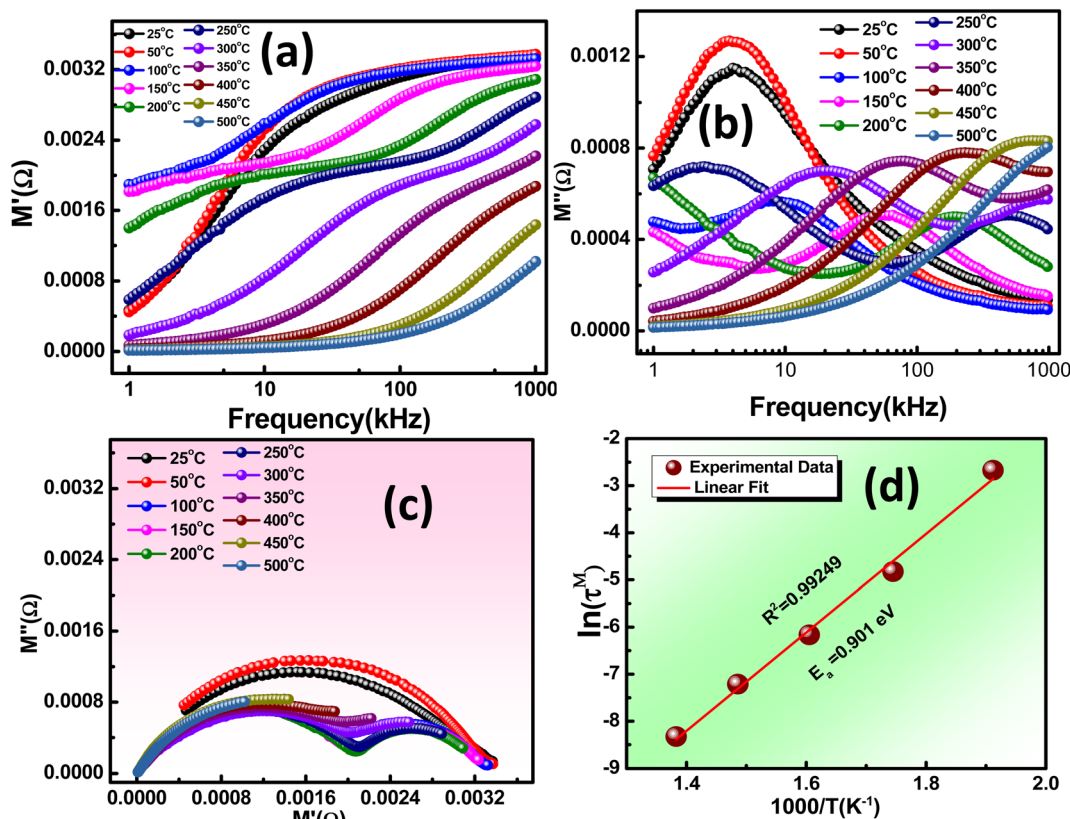 (a)
25°C
50°C
100°C
150°C
200°C
250°C
300°C
350°C
400°C
450°C
500°C
0.0032
0.0024
0.0016
0.0008
0.0000
M'(Ω)
1 10 100 1000
Frequency(kHz)
(b)
25°C
50°C
100°C
150°C
200°C
250°C
300°C
350°C
400°C
450°C
500°C
0.0012
0.0008
0.0004
0.0000
M''(Ω)
1 10 100 1000
Frequency(kHz)
(c)
25°C
50°C
100°C
150°C
200°C
250°C
300°C
350°C
400°C
450°C
500°C
0.0032
0.0024
0.0016
0.0008
0.0000
M''(Ω)
0.0000 0.0008 0.0016 0.0024 0.0032
M'(Ω)
(d)
Experimental Data
Linear Fit
R²=0.99249
Eₐ=0.901 eV
-2
-3
-4
-5
-6
-7
-8
-9
ln(τᴹ)
1.4 1.6 1.8 2.0
1000/T(K⁻¹)